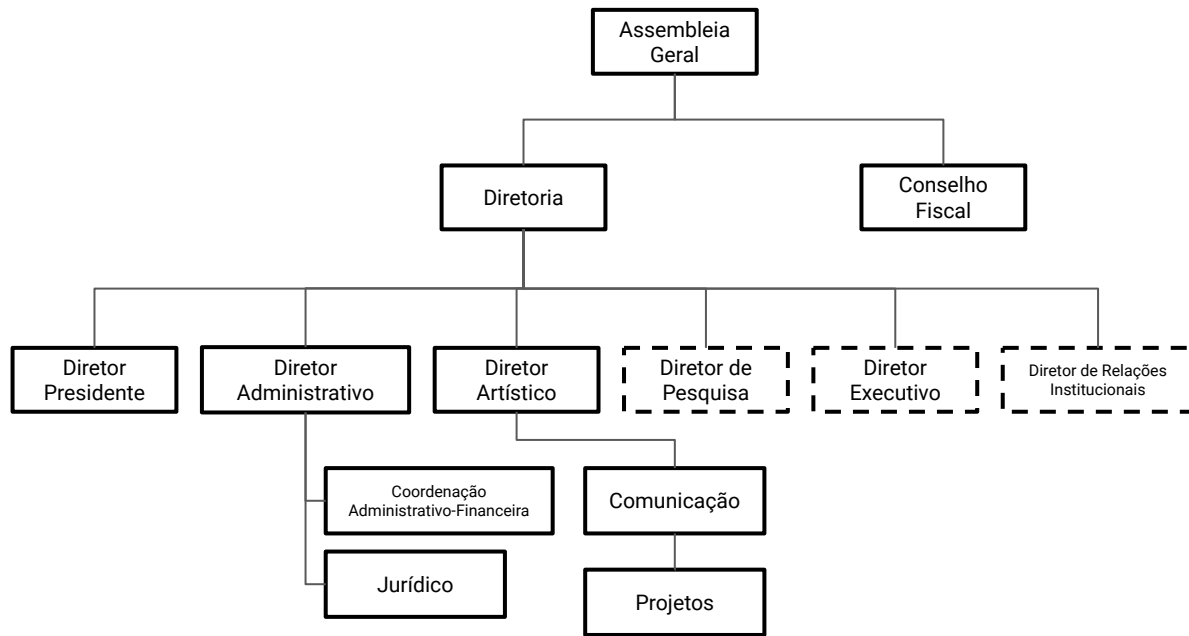 Assembleia
Geral
Diretoria
Conselho
Fiscal
Diretor
Presidente
Diretor
Administrativo
Diretor
Artístico
Diretor de
Pesquisa
Diretor
Executivo
Diretor de Relações
Institucionais
Coordenação
Administrativo-Financeira
Comunicação
Jurídico
Projetos